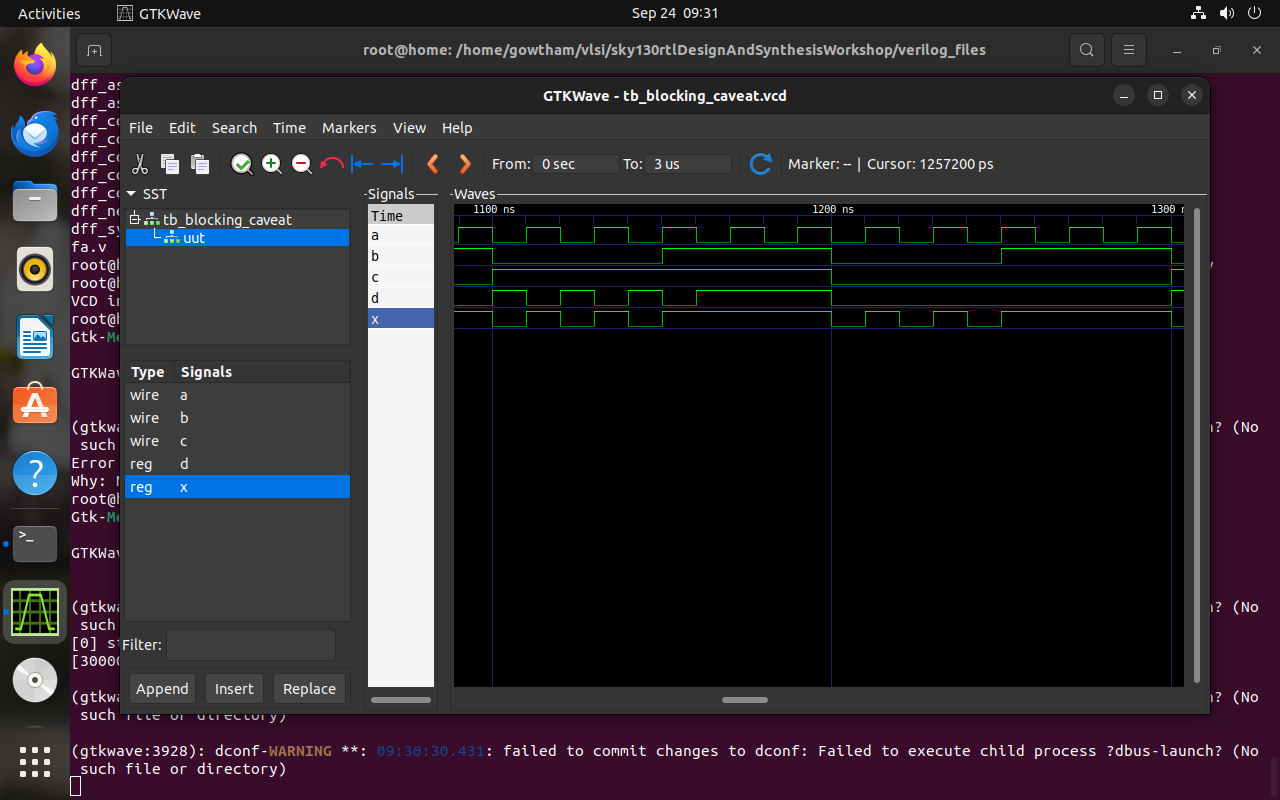 Activities GTKWave Sep 24 09:31
root@home: /home/gowtham/vlsi/sky130rtlDesignAndSynthesisWorkshop/verilog_files
dff_as
GTKWave - tb_blocking_caveat.vcd
dff_as
dff_co
File Edit Search Time Markers View Help
dff_co
dff_co
From: 0 sec To: 3 us Marker: -- | Cursor: 1257200 ps
dff_co
dff_co
SST Signals Waves
dff_ne
Time 1100 ns 1200 ns 1300 n
tb_blocking_caveat
dff_sy
uut
a
fa.v
b
root@h
c
root@h
VCD in
d
root@h
x
Gtk-Me
Type Signals
GTKWav
wire a
wire b
(gtkwa h? (No
wire c
such
reg d
Error
Why: N
reg x
root@h
Gtk-Me
GTKWav
(gtkwa h? (No
such
Filter:
[0] st
[30000
Append Insert Replace
(gtkwa h? (No
such file or directory)
(gtkwave:3928): dconf-WARNING **: 09:30:30.431: failed to commit changes to dconf: Failed to execute child process ?dbus-launch? (No
such file or directory)